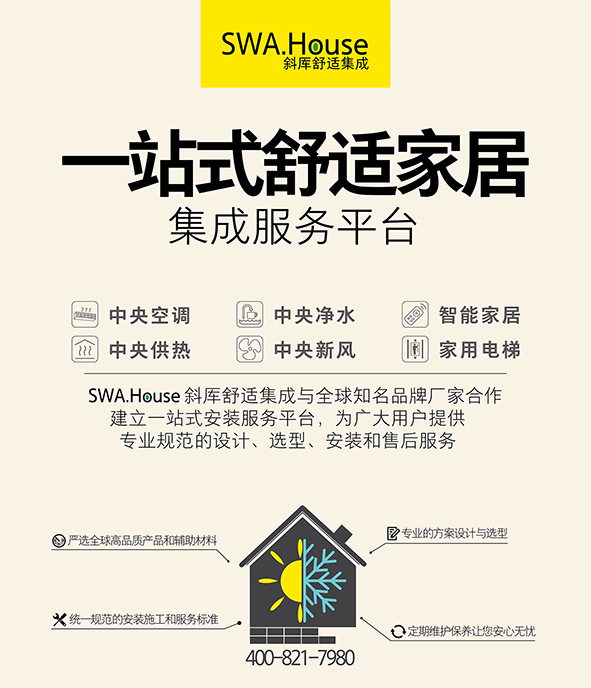 SWA.House
斜厍舒适集成
一站式舒适家居
集成服务平台
中央空调
中央净水
智能家居
中央供热
中央新风
家用电梯
SWA.House 斜厍舒适集成与全球知名品牌厂家合作
建立一站式安装服务平台，为广大用户提供
专业规范的设计、选型、安装和售后服务
严选全球高品质产品和辅助材料
专业的方案设计与选型
统一规范的安装施工和服务标准
定期维护保养让您安心无忧
400-821-7980